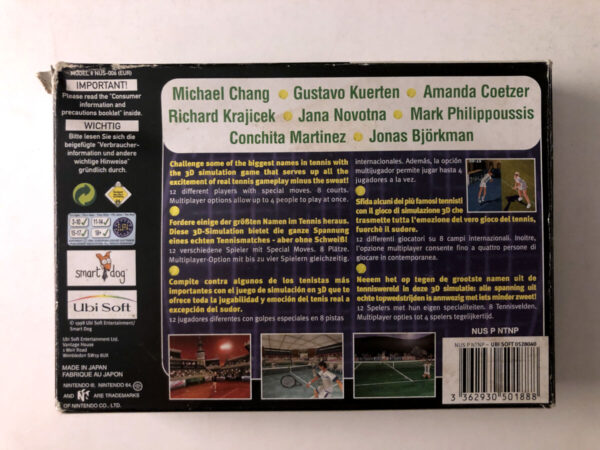 MODEL # NUS-006 (EUR)
IMPORTANT!
Please read the "Consumer
information and
precautions booklet" inside.
WICHTIG
Bitte lesen Sie sich die
beigefügte "Verbraucher-
information und andere
wichtige Hinweise"
gründlich durch.
3-10
11-14
15-17
18+
smart dog
Ubi Soft
© 1998 Ubi Soft Entertainment/
Smart Dog
Ubi Soft Entertainment Ltd.
Vantage House
1 Weir Road
Wimbledon SW19 8UX
MADE IN JAPAN
FABRIQUE AU JAPON
NINTENDO®, NINTENDO 64,
AND ARE TRADEMARKS
OF NINTENDO CO., LTD.
Michael Chang Gustavo Kuerten Amanda Coetzer
Richard Krajicek Jana Novotna Mark Philippoussis
Conchita Martinez Jonas Björkman
Challenge some of the biggest names in tennis with
the 3D simulation game that serves up all the
excitement of real tennis gameplay minus the sweat!
12 different players with special moves. 8 courts.
Multiplayer options allow up to 4 people to play at once.
Fordere einige der größten Namen im Tennis heraus.
Diese 3D-Simulation bietet die ganze Spannung
eines echten Tennismatches - aber ohne Schweiß!
12 verschiedene Spieler mit Special Moves. 8 Plätze.
Multiplayer-Option mit bis zu vier Spielern gleichzeitig.
Compite contra algunos de los tenistas más
importantes con el juego de simulación en 3D que te
ofrece toda la jugabilidad y emoción del tenis real a
excepción del sudor.
12 jugadores diferentes con golpes especiales en 8 pistas
internacionales. Además, la opción
multijugador permite jugar hasta 4
jugadores a la vez.
Sfida alcuni dei più famosi tennisti
con il gioco di simulazione 3D che
trasmette tutta l'emozione del vero gioco del tennis,
fuorchè il sudore.
12 differenti giocatori su 8 campi internazionali. Inoltre,
l'opzione multiplayer consente fino a quattro persone di
giocare in contemporanea.
Neeem het op tegen de grootste namen uit de
tenniswereld in deze 3D simulatie: alle spanning uit
echte topwedstrijden is aanwezig met iets minder zweet!
12 Spelers met hun eigen specialiteiten. 8 Tennisvelden.
Multiplayer opties tot 4 spelers tegelijkertijd.
NUS P NTNP
NUS P NTNP - UBI SOFT 0528060
3 362930 501888